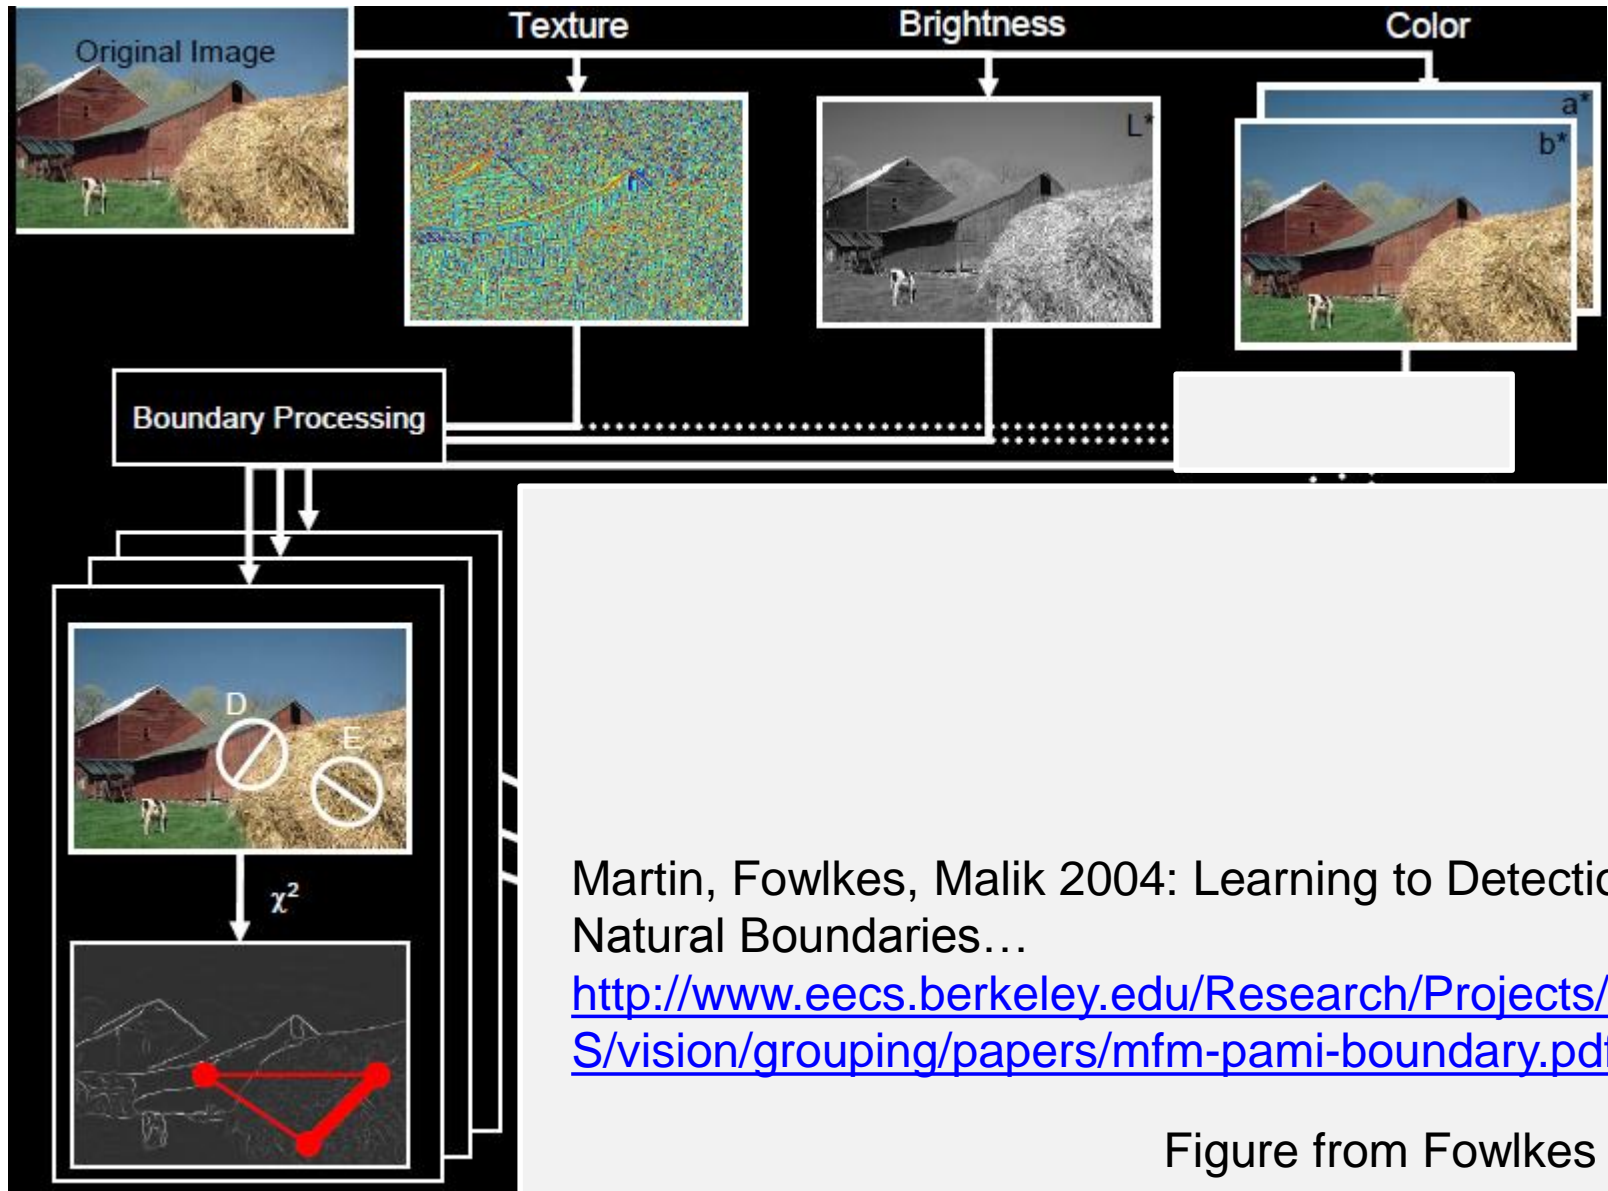 Original Image
Texture
Brightness
Color
L*
a*
b*
Boundary Processing
D
E
χ²
Martin, Fowlkes, Malik 2004: Learning to Detectio
Natural Boundaries…
http://www.eecs.berkeley.edu/Research/Projects/
S/vision/grouping/papers/mfm-pami-boundary.pdf
Figure from Fowlkes